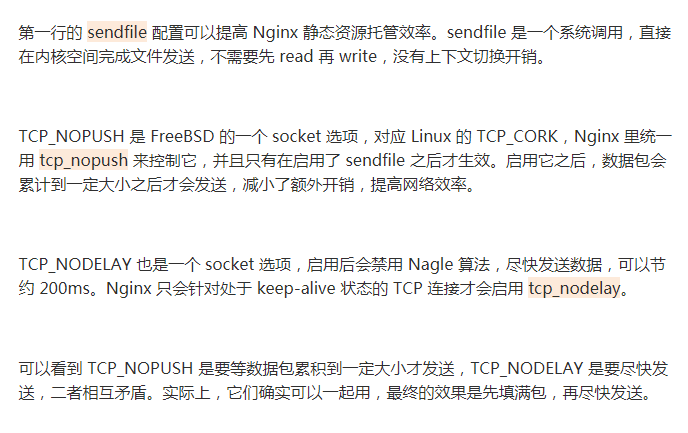 第一行的 sendfile 配置可以提高 Nginx 静态资源托管效率。sendfile 是一个系统调用，直接
在内核空间完成文件发送，不需要先 read 再 write，没有上下文切换开销。
TCP_NOPUSH 是 FreeBSD 的一个 socket 选项，对应 Linux 的 TCP_CORK，Nginx 里统一
用 tcp_nopush 来控制它，并且只有在启用了 sendfile 之后才生效。启用它之后，数据包会
累计到一定大小之后才会发送，减小了额外开销，提高网络效率。
TCP_NODELAY 也是一个 socket 选项，启用后会禁用 Nagle 算法，尽快发送数据，可以节
约 200ms。Nginx 只会针对处于 keep-alive 状态的 TCP 连接才会启用 tcp_nodelay。
可以看到 TCP_NOPUSH 是要等数据包累积到一定大小才发送，TCP_NODELAY 是要尽快发
送，二者相互矛盾。实际上，它们确实可以一起用，最终的效果是先填满包，再尽快发送。